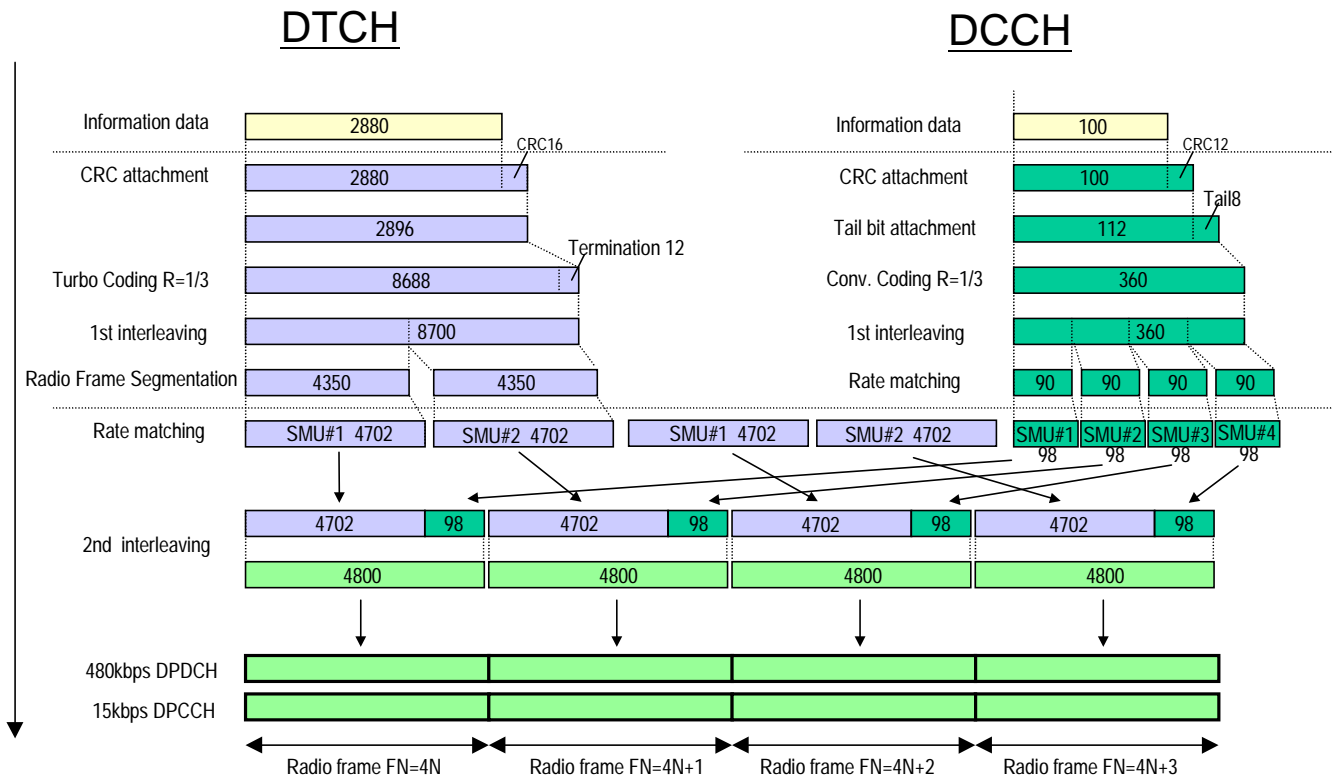 DTCH
DCCH
Information data
2880
CRC16
Information data
100
CRC12
CRC attachment
2880
CRC attachment
100
Tail8
2896
Tail bit attachment
112
Termination 12
Turbo Coding R=1/3
8688
Conv. Coding R=1/3
360
1st interleaving
8700
1st interleaving
360
Radio Frame Segmentation
4350
4350
Rate matching
90
90
90
90
Rate matching
SMU#1 4702
SMU#2 4702
SMU#1 4702
SMU#2 4702
SMU#1
SMU#2
SMU#3
SMU#4
98
98
98
98
2nd interleaving
4702
98
4702
98
4702
98
4702
98
4800
4800
4800
4800
480kbps DPDCH
15kbps DPCCH
Radio frame FN=4N
Radio frame FN=4N+1
Radio frame FN=4N+2
Radio frame FN=4N+3